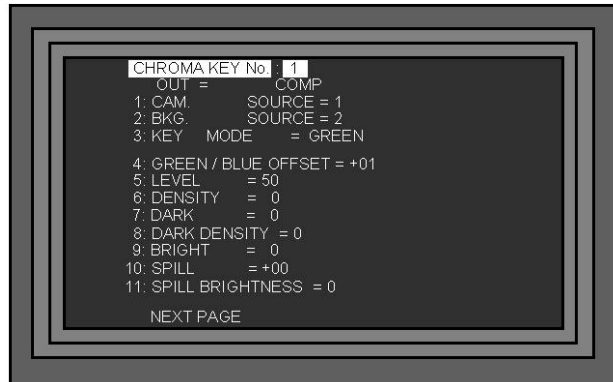 CHROMA KEY No. : 1
OUT = COMP
1: CAM. SOURCE = 1
2: BKG. SOURCE = 2
3: KEY MODE = GREEN
4: GREEN / BLUE OFFSET = +01
5: LEVEL = 50
6: DENSITY = 0
7: DARK = 0
8: DARK DENSITY = 0
9: BRIGHT = 0
10: SPILL = +00
11: SPILL BRIGHTNESS = 0
NEXT PAGE